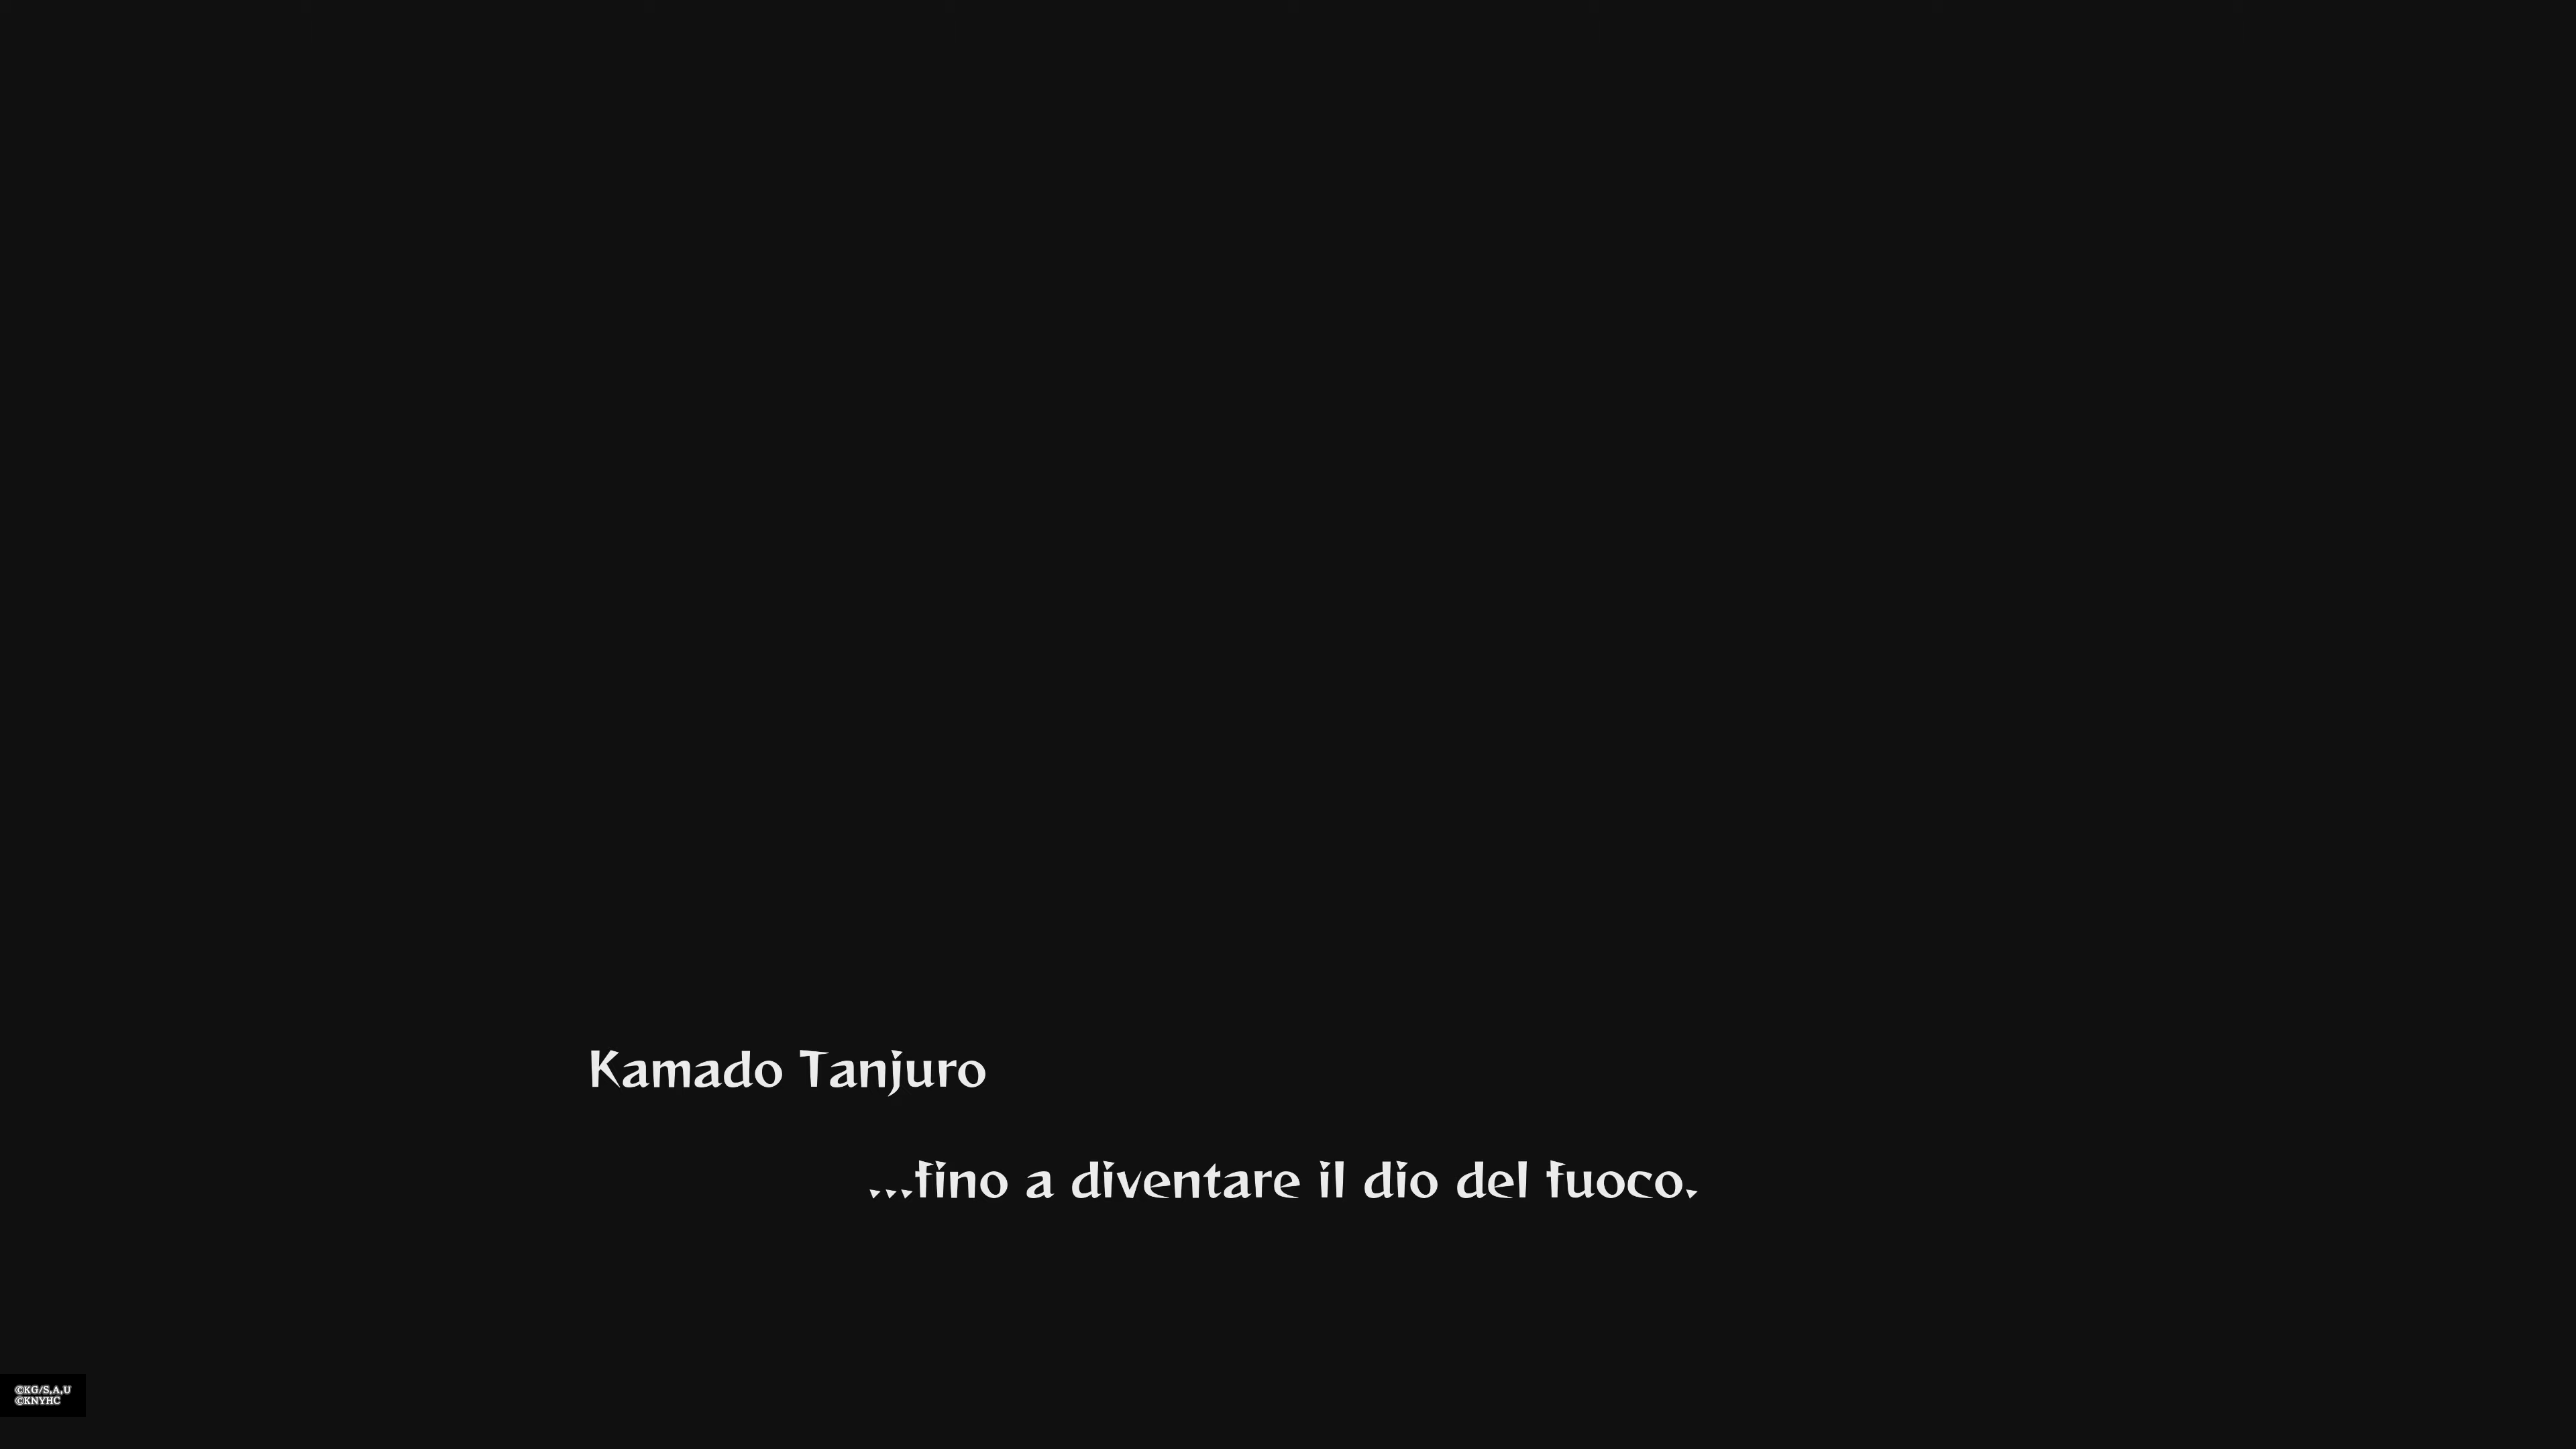 Kamado Tanjuro
...fino a diventare il dio del fuoco.
©KG/S,A,U
©KNYHC